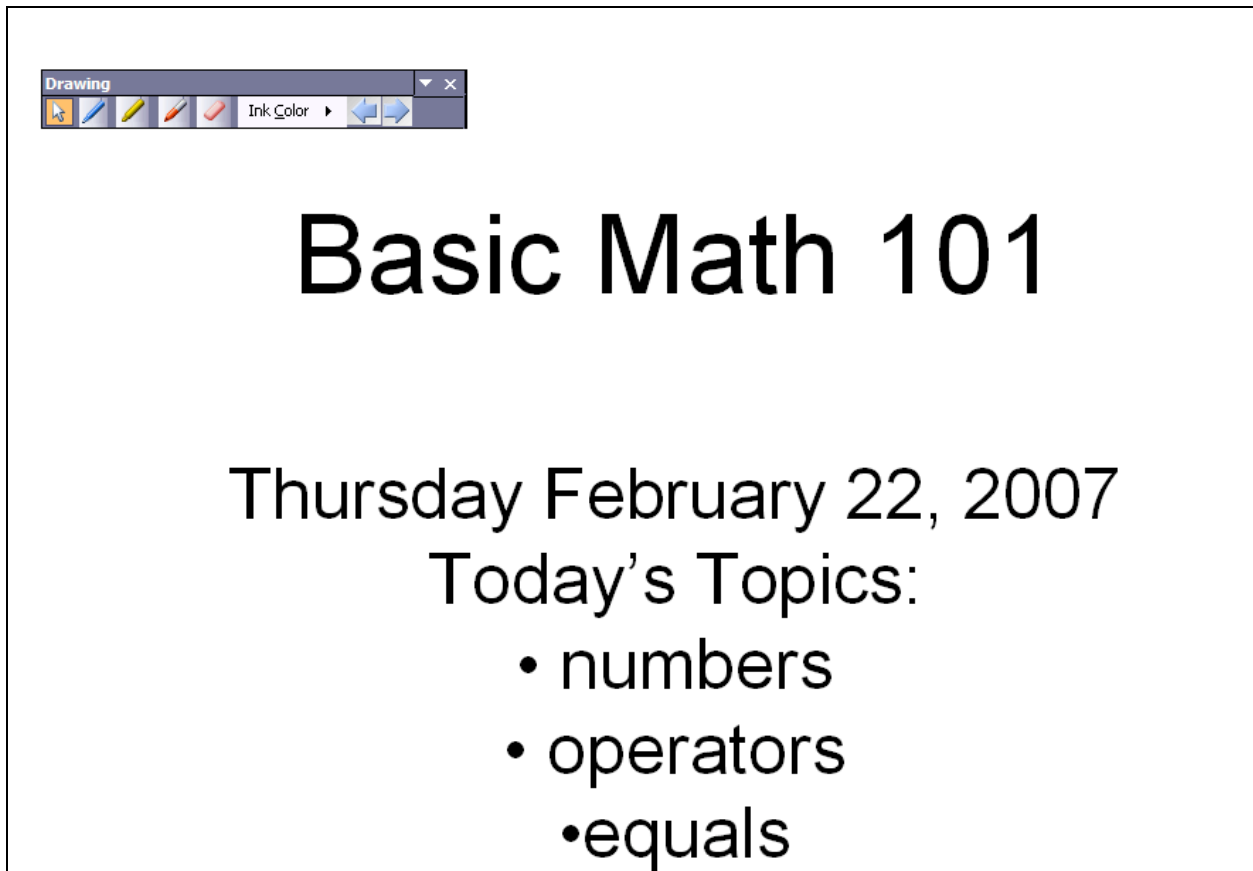 Drawing
Ink Color
Basic Math 101
Thursday February 22, 2007
Today’s Topics:
• numbers
• operators
•equals